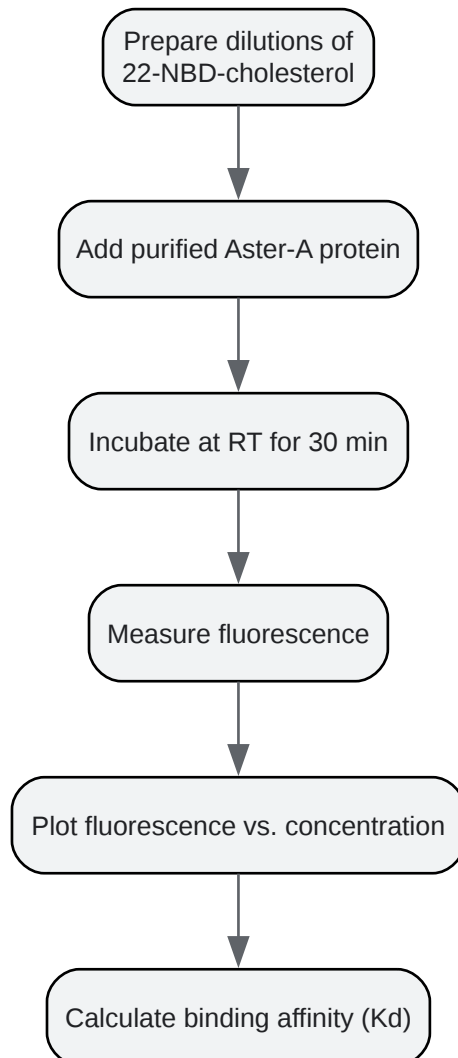 Prepare dilutions of
22-NBD-cholesterol
Add purified Aster-A protein
Incubate at RT for 30 min
Measure fluorescence
Plot fluorescence vs. concentration
Calculate binding affinity (Kd)